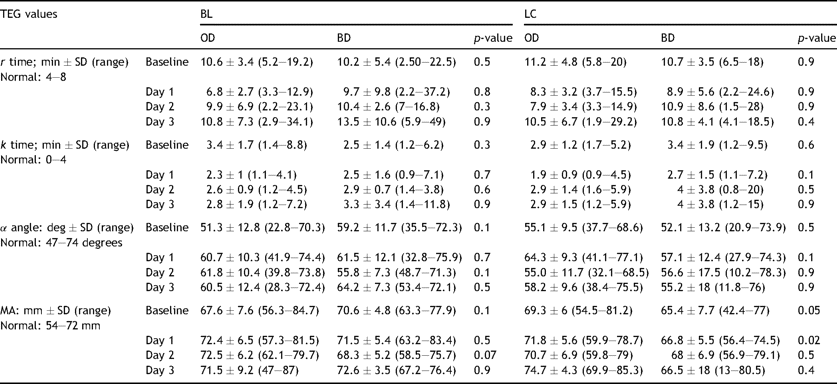 TEG values BL LC
OD BD p-value OD BD p-value
r time; min ± SD (range) Baseline 10.6 ± 3.4 (5.2–19.2) 10.2 ± 5.4 (2.50–22.5) 0.5 11.2 ± 4.8 (5.8–20) 10.7 ± 3.5 (6.5–18) 0.9
Normal: 4–8
Day 1 6.8 ± 2.7 (3.3–12.9) 9.7 ± 9.8 (2.2–37.2) 0.8 8.3 ± 3.2 (3.7–15.5) 8.9 ± 5.6 (2.2–24.6) 0.9
Day 2 9.9 ± 6.9 (2.2–23.1) 10.4 ± 2.6 (7–16.8) 0.3 7.9 ± 3.4 (3.3–14.9) 10.9 ± 8.6 (1.5–28) 0.9
Day 3 10.8 ± 7.3 (2.9–34.1) 13.5 ± 10.6 (5.9–49) 0.9 10.5 ± 6.7 (1.9–29.2) 10.8 ± 4.1 (4.1–18.5) 0.4
k time; min ± SD (range) Baseline 3.4 ± 1.7 (1.4–8.8) 2.5 ± 1.4 (1.2–6.2) 0.3 2.9 ± 1.2 (1.7–5.2) 3.4 ± 1.9 (1.2–9.5) 0.6
Normal: 0–4
Day 1 2.3 ± 1 (1.1–4.1) 2.5 ± 1.6 (0.9–7.1) 0.7 1.9 ± 0.9 (0.9–4.5) 2.7 ± 1.5 (1.1–7.2) 0.1
Day 2 2.6 ± 0.9 (1.2–4.5) 2.9 ± 0.7 (1.4–3.8) 0.6 2.9 ± 1.4 (1.6–5.9) 4 ± 3.8 (0.8–20) 0.5
Day 3 2.8 ± 1.9 (1.2–7.2) 3.3 ± 3.4 (1.4–11.8) 0.9 2.9 ± 1.5 (1.2–5.9) 4 ± 3.8 (1.2–15) 0.9
α angle: deg ± SD (range) Baseline 51.3 ± 12.8 (22.8–70.3) 59.2 ± 11.7 (35.5–72.3) 0.1 55.1 ± 9.5 (37.7–68.6) 52.1 ± 13.2 (20.9–73.9) 0.5
Normal: 47–74 degrees
Day 1 60.7 ± 10.3 (41.9–74.4) 61.5 ± 12.1 (32.8–75.9) 0.7 64.3 ± 9.3 (41.1–77.1) 57.1 ± 12.4 (27.9–74.3) 0.1
Day 2 61.8 ± 10.4 (39.8–73.8) 55.8 ± 7.3 (48.7–71.3) 0.1 55.0 ± 11.7 (32.1–68.5) 56.6 ± 17.5 (10.2–78.3) 0.9
Day 3 60.5 ± 12.4 (28.3–72.4) 64.2 ± 7.3 (53.4–72.1) 0.5 58.2 ± 9.6 (38.4–75.5) 55.2 ± 18 (11.8–76) 0.9
MA: mm ± SD (range) Baseline 67.6 ± 7.6 (56.3–84.7) 70.6 ± 4.8 (63.3–77.9) 0.1 69.3 ± 6 (54.5–81.2) 65.4 ± 7.7 (42.4–77) 0.05
Normal: 54–72 mm
Day 1 72.4 ± 6.5 (57.3–81.5) 71.5 ± 5.4 (63.2–83.4) 0.5 71.8 ± 5.6 (59.9–78.7) 66.8 ± 5.5 (56.4–74.5) 0.02
Day 2 72.5 ± 6.2 (62.1–79.7) 68.3 ± 5.2 (58.5–75.7) 0.07 70.7 ± 6.9 (59.8–79) 68 ± 6.9 (56.9–79.1) 0.5
Day 3 71.5 ± 9.2 (47–87) 72.6 ± 3.5 (67.2–76.4) 0.9 74.7 ± 4.3 (69.9–85.3) 66.5 ± 18 (13–80.5) 0.4